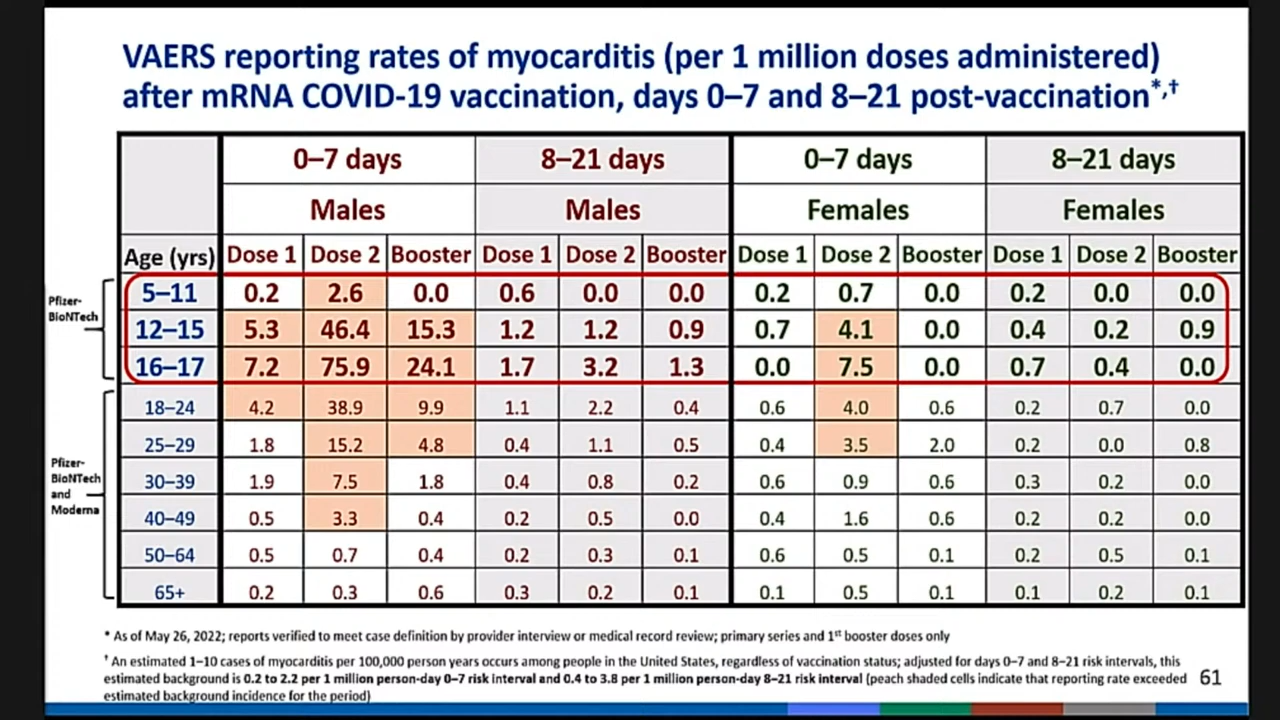 VAERS reporting rates of myocarditis (per 1 million doses administered)
after mRNA COVID-19 vaccination, days 0–7 and 8–21 post-vaccination*,†
0–7 days 8–21 days 0–7 days 8–21 days
Males Males Females Females
Age (yrs) Dose 1 Dose 2 Booster Dose 1 Dose 2 Booster Dose 1 Dose 2 Booster Dose 1 Dose 2 Booster
Pfizer-
BioNTech
5–11 0.2 2.6 0.0 0.6 0.0 0.0 0.2 0.7 0.0 0.2 0.0 0.0
12–15 5.3 46.4 15.3 1.2 1.2 0.9 0.7 4.1 0.0 0.4 0.2 0.9
16–17 7.2 75.9 24.1 1.7 3.2 1.3 0.0 7.5 0.0 0.7 0.4 0.0
Pfizer-
BioNTech
and
Moderna
18–24 4.2 38.9 9.9 1.1 2.2 0.4 0.6 4.0 0.6 0.2 0.7 0.0
25–29 1.8 15.2 4.8 0.4 1.1 0.5 0.4 3.5 2.0 0.2 0.0 0.8
30–39 1.9 7.5 1.8 0.4 0.8 0.2 0.6 0.9 0.6 0.3 0.2 0.0
40–49 0.5 3.3 0.4 0.2 0.5 0.0 0.4 1.6 0.6 0.2 0.2 0.0
50–64 0.5 0.7 0.4 0.2 0.3 0.1 0.6 0.5 0.1 0.2 0.5 0.1
65+ 0.2 0.3 0.6 0.3 0.2 0.1 0.1 0.5 0.1 0.1 0.2 0.1
* As of May 26, 2022; reports verified to meet case definition by provider interview or medical record review; primary series and 1st booster doses only
† An estimated 1–10 cases of myocarditis per 100,000 person years occurs among people in the United States, regardless of vaccination status; adjusted for days 0–7 and 8–21 risk intervals, this
estimated background is 0.2 to 2.2 per 1 million person-day 0–7 risk interval and 0.4 to 3.8 per 1 million person-day 8–21 risk interval (peach shaded cells indicate that reporting rate exceeded
estimated background incidence for the period)
61